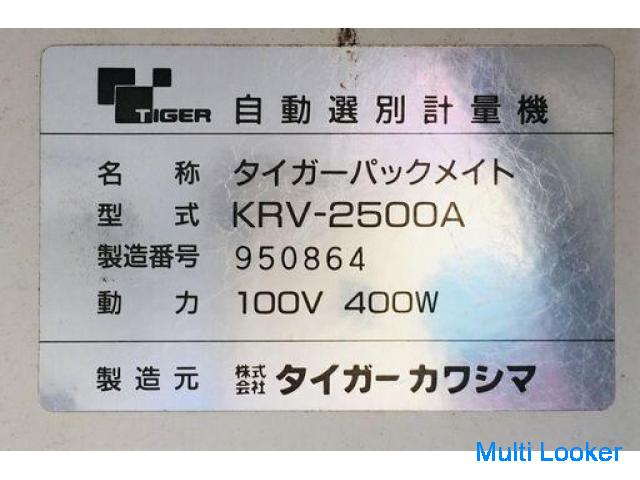 TIGER 自動選別計量機
名称 タイガーパックメイト
型式 KRV-2500A
製造番号 950864
動力 100V 400W
製造元 株式会社 タイガーカワシマ
Multi Looker